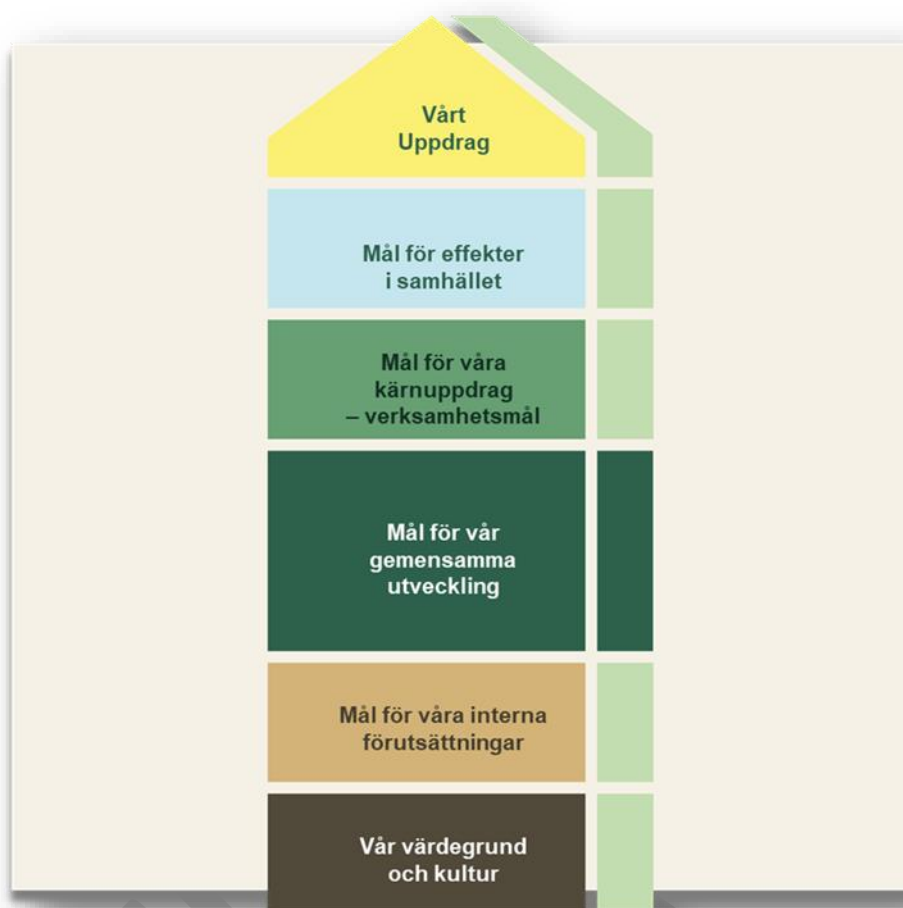 Vårt
Uppdrag
Mål för effekter
i samhället
Mål för våra
kärnuppdrag
– verksamhetsmål
Mål för vår
gemensamma
utveckling
Mål för våra interna
förutsättningar
Vår värdegrund
och kultur